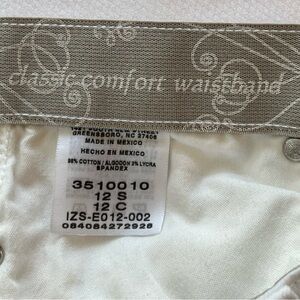 classic comfort waistband
GREENSBORO, NC 27408
MADE IN MEXICO
HECHO EN MEXICO
98% COTTON / ALGODON 2% LYCRA
SPANDEX
3510010
12 S
12 C
IZS-E012-002
084084272928